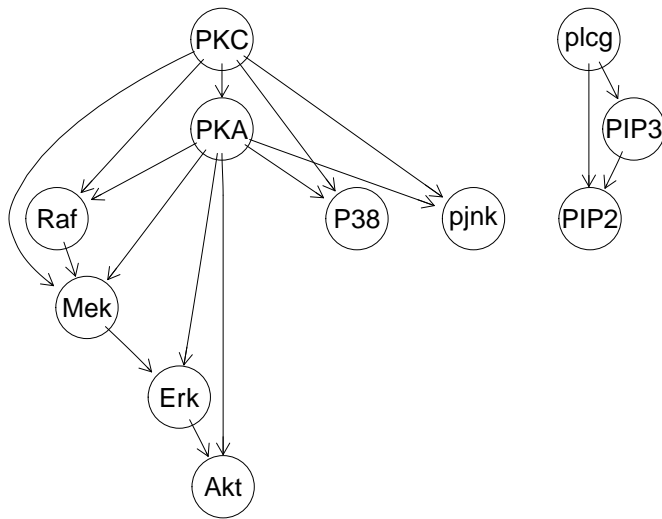 PKC
plcg
PKA
PIP3
Raf
P38
pjnk
PIP2
Mek
Erk
Akt